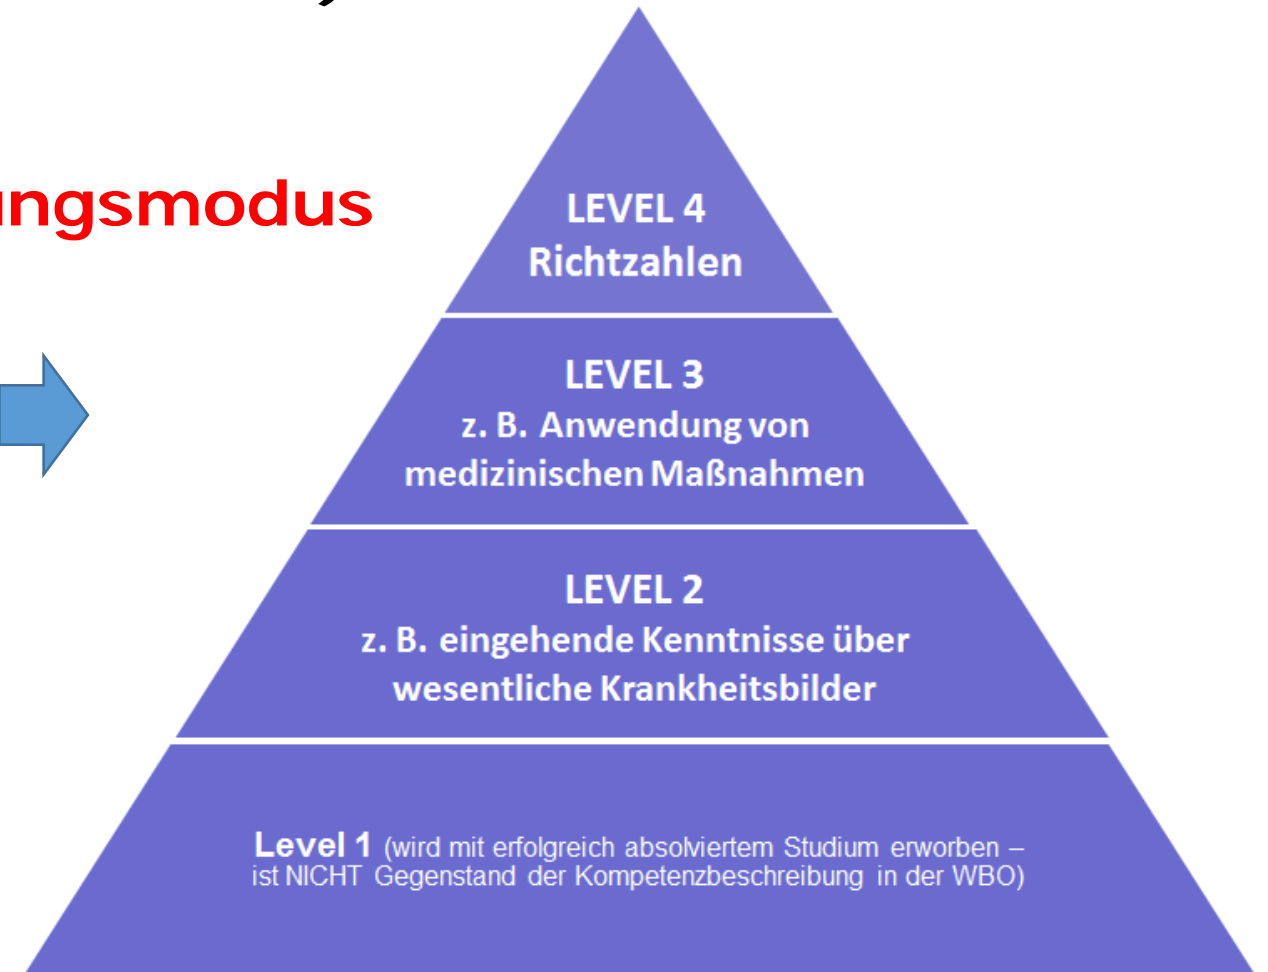 ungsmodus
LEVEL 4
Richtzahlen
LEVEL 3
z. B. Anwendung von
medizinischen Maßnahmen
LEVEL 2
z. B. eingehende Kenntnisse über
wesentliche Krankheitsbilder
Level 1 (wird mit erfolgreich absolviertem Studium erworben –
ist NICHT Gegenstand der Kompetenzbeschreibung in der WBO)